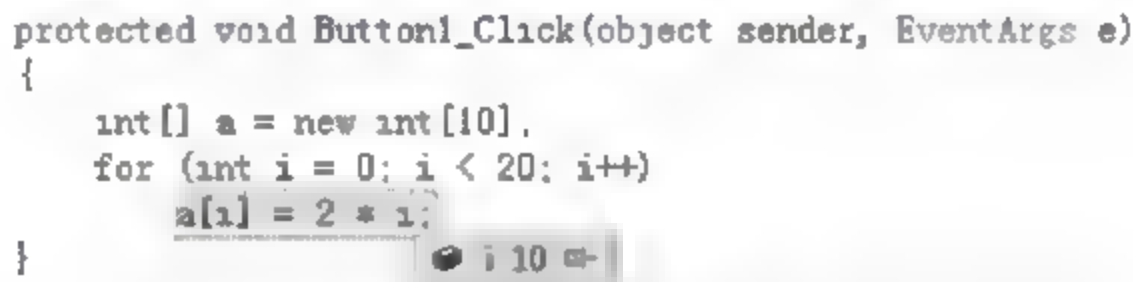 protected void Button1_Click(object sender, EventArgs e)
{
int[] a = new int[10];
for (int i = 0; i < 20; i++)
a[i] = 2 * i;
i 10
}